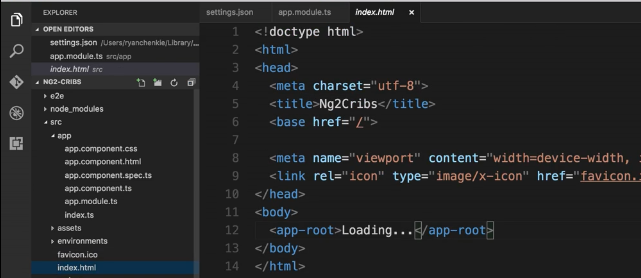 settings.json
app.module.ts
index.html
×
OPEN EDITORS
settings.json /Users/ryanchenkie/Library/...
app.module.ts src/app
index.html src
NG2-CRIBS
e2e
node_modules
src
app
app.component.css
app.component.html
app.component.spec.ts
app.component.ts
app.module.ts
index.ts
assets
environments
favicon.ico
index.html
1 <!doctype html>
2 <html>
3 <head>
4 <meta charset="utf-8">
5 <title>Ng2Cribs</title>
6 <base href="/">
7
8 <meta name="viewport" content="width=device-width, i
9 <link rel="icon" type="image/x-icon" href="favicon.i
10 </head>
11 <body>
12 <app-root>Loading...</app-root>
13 </body>
14 </html>